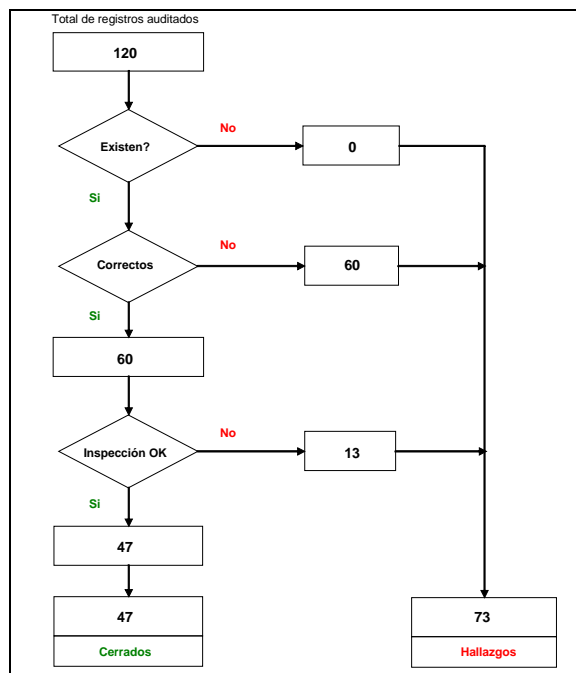 Total de registros auditados
120
No
Existen?
0
Si
No
Correctos
60
Si
60
No
Inspección OK
13
Si
47
47
73
Cerrados
Hallazgos